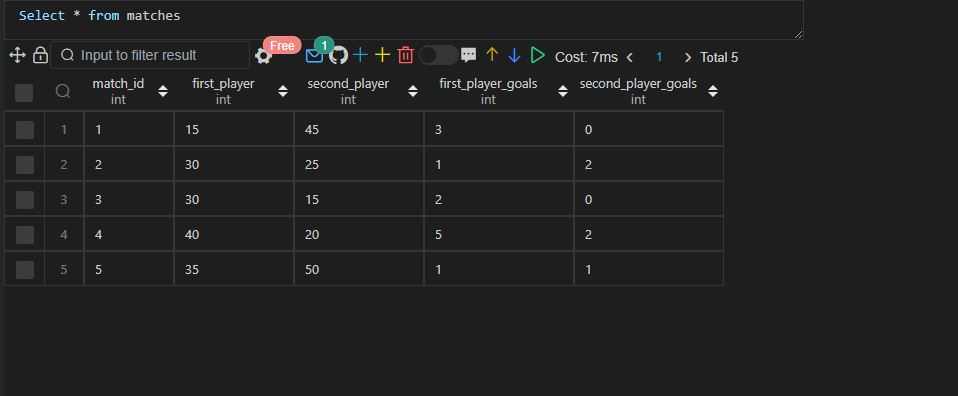 Select * from matches
Input to filter result Free 1 Cost: 7ms 1 Total 5
match_id first_player second_player first_player_goals second_player_goals
int int int int int
1 1 15 45 3 0
2 2 30 25 1 2
3 3 30 15 2 0
4 4 40 20 5 2
5 5 35 50 1 1